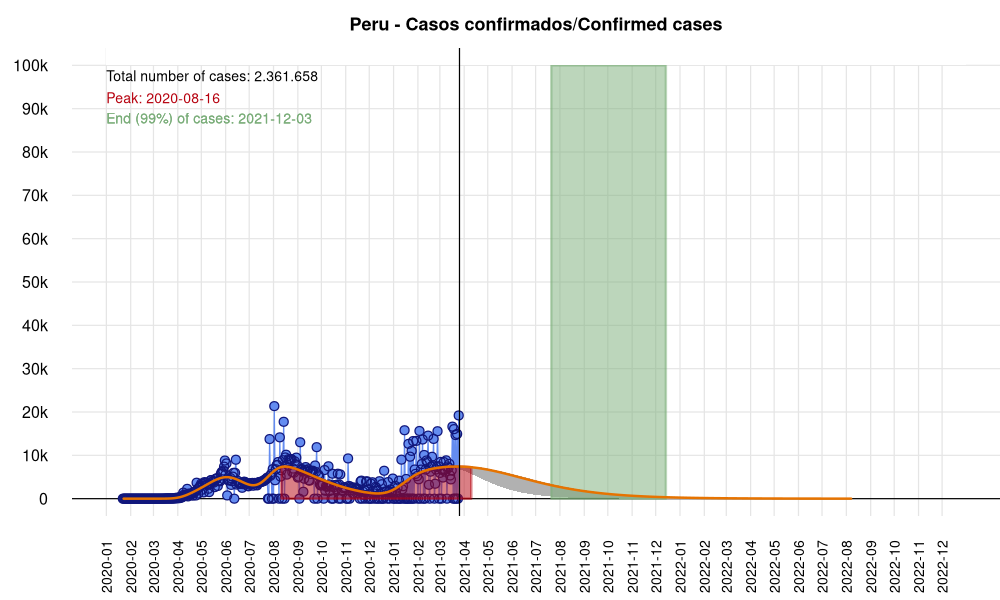 Peru - Casos confirmados/Confirmed cases
100k
90k
80k
70k
60k
50k
40k
30k
20k
10k
0
Total number of cases: 2.361.658
Peak: 2020-08-16
End (99%) of cases: 2021-12-03
2020-01
2020-02
2020-03
2020-04
2020-05
2020-06
2020-07
2020-08
2020-09
2020-10
2020-11
2020-12
2021-01
2021-02
2021-03
2021-04
2021-05
2021-06
2021-07
2021-08
2021-09
2021-10
2021-11
2021-12
2022-01
2022-02
2022-03
2022-04
2022-05
2022-06
2022-07
2022-08
2022-09
2022-10
2022-11
2022-12